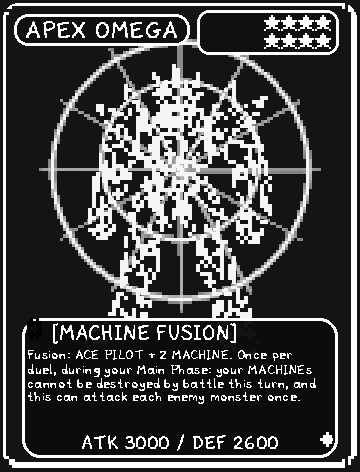 APEX OMEGA
[MACHINE FUSION]
Fusion: ACE PILOT + 2 MACHINE. Once per
duel, during your Main Phase: your MACHINEs
cannot be destroyed by battle this turn, and
this can attack each enemy monster once.
ATK 3000 / DEF 2600